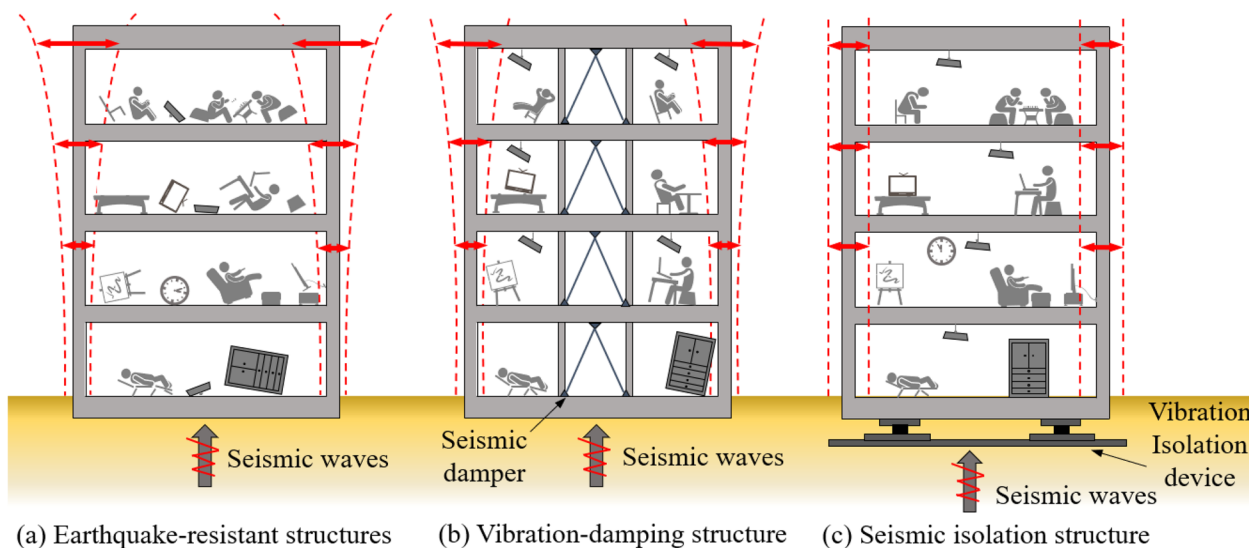 Seismic waves
Seismic
damper
Seismic waves
Vibration
Isolation
device
Seismic waves
(a) Earthquake-resistant structures
(b) Vibration-damping structure
(c) Seismic isolation structure